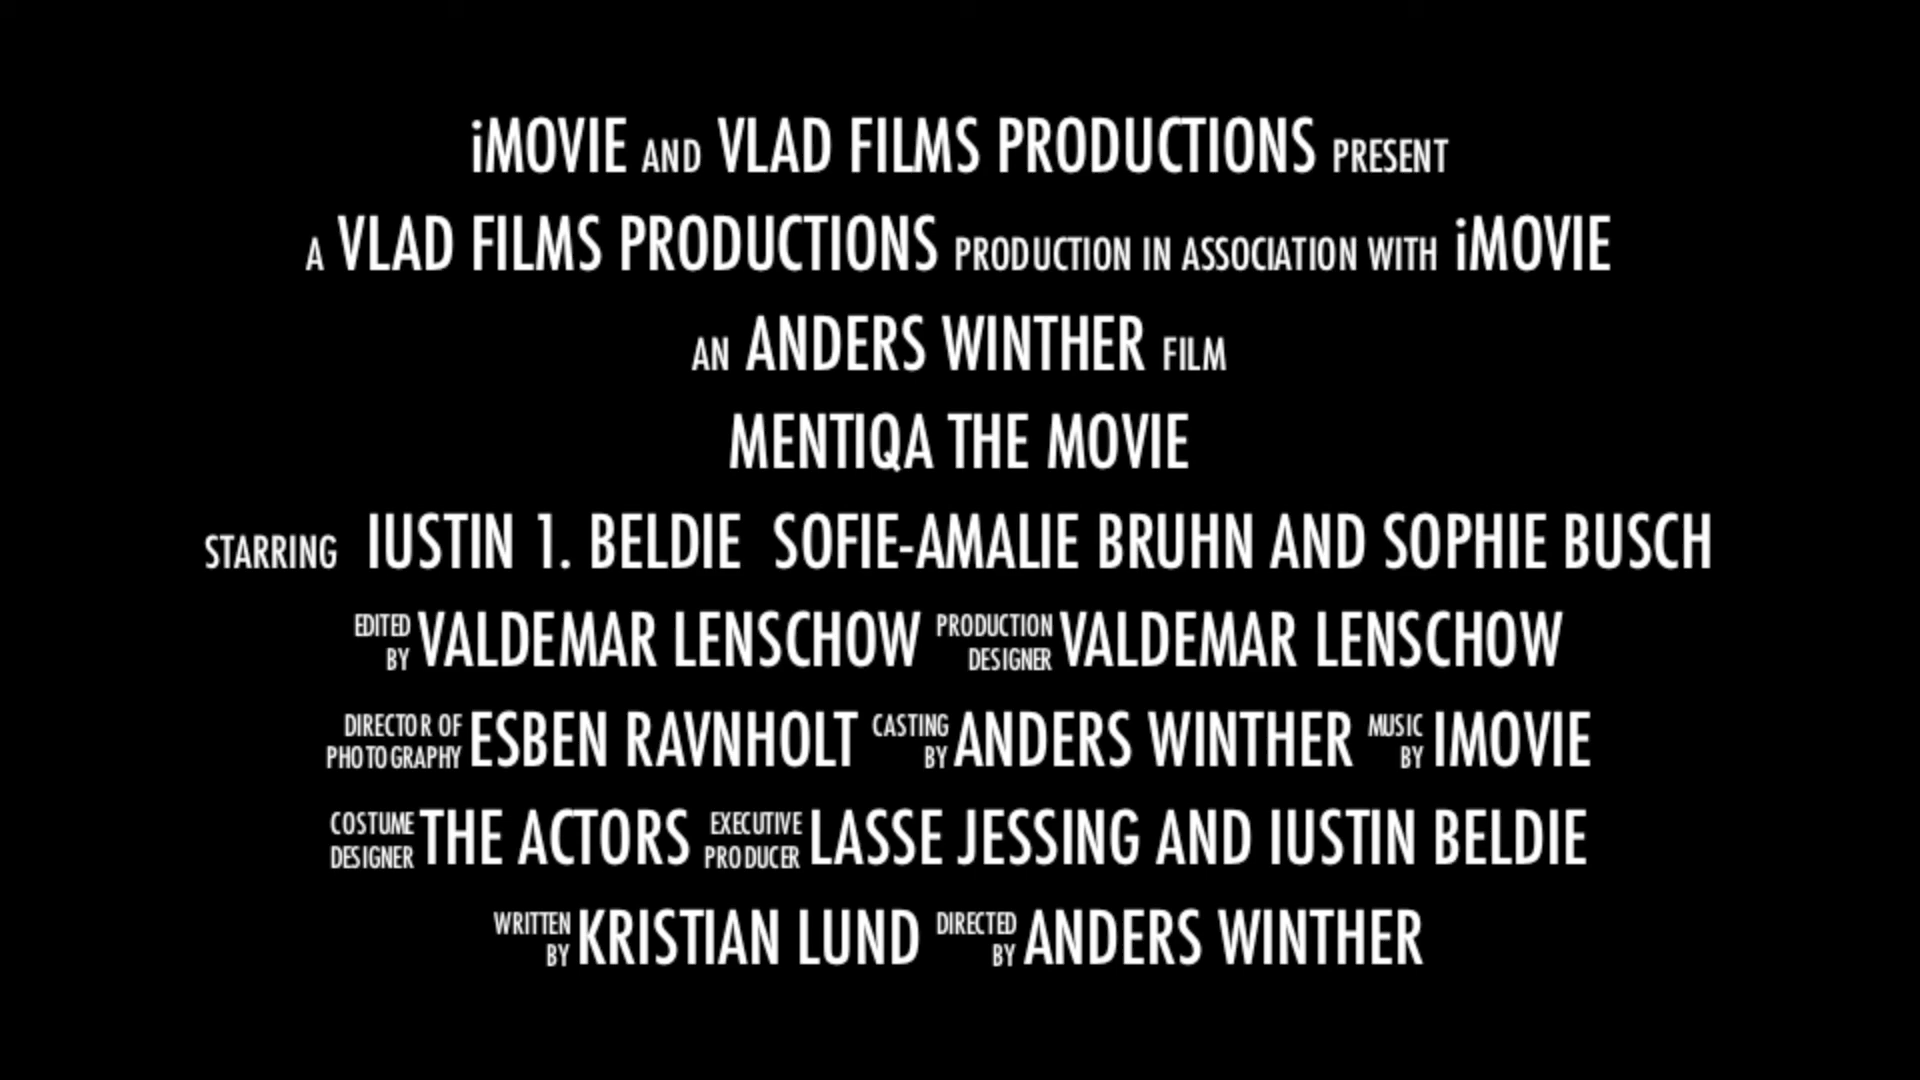 iMOVIE AND VLAD FILMS PRODUCTIONS PRESENT
A VLAD FILMS PRODUCTIONS PRODUCTION IN ASSOCIATION WITH iMOVIE
AN ANDERS WINTHER FILM
MENTIQA THE MOVIE
STARRING IUSTIN 1. BELDIE SOFIE-AMALIE BRUHN AND SOPHIE BUSCH
EDITED BY VALDEMAR LENSCHOW PRODUCTION DESIGNER VALDEMAR LENSCHOW
DIRECTOR OF PHOTOGRAPHY ESBEN RAVNHOLT CASTING BY ANDERS WINTHER MUSIC BY IMOVIE
COSTUME DESIGNER THE ACTORS EXECUTIVE PRODUCER LASSE JESSING AND IUSTIN BELDIE
WRITTEN BY KRISTIAN LUND DIRECTED BY ANDERS WINTHER